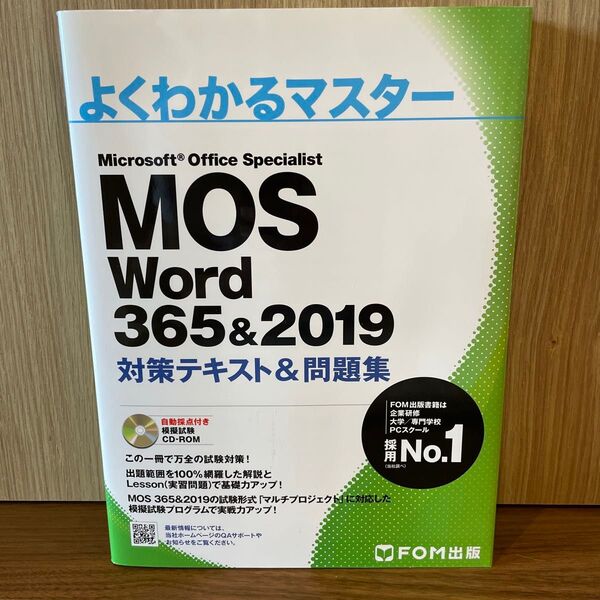 よくわかるマスター
Microsoft® Office Specialist
MOS
Word
365&2019
対策テキスト&問題集
自動採点付き
模擬試験
CD-ROM
FOM出版書籍は
企業研修
大学/専門学校
PCスクール
採用No.1
(当社調べ)
この一冊で万全の試験対策!
出題範囲を100%網羅した解説と
Lesson(実習問題)で基礎力アップ!
MOS 365&2019の試験形式「マルチプロジェクト」に対応した
模擬試験プログラムで実戦力アップ!
最新情報については、
当社ホームページのQAサポートや
お知らせをご覧ください。
FOM出版